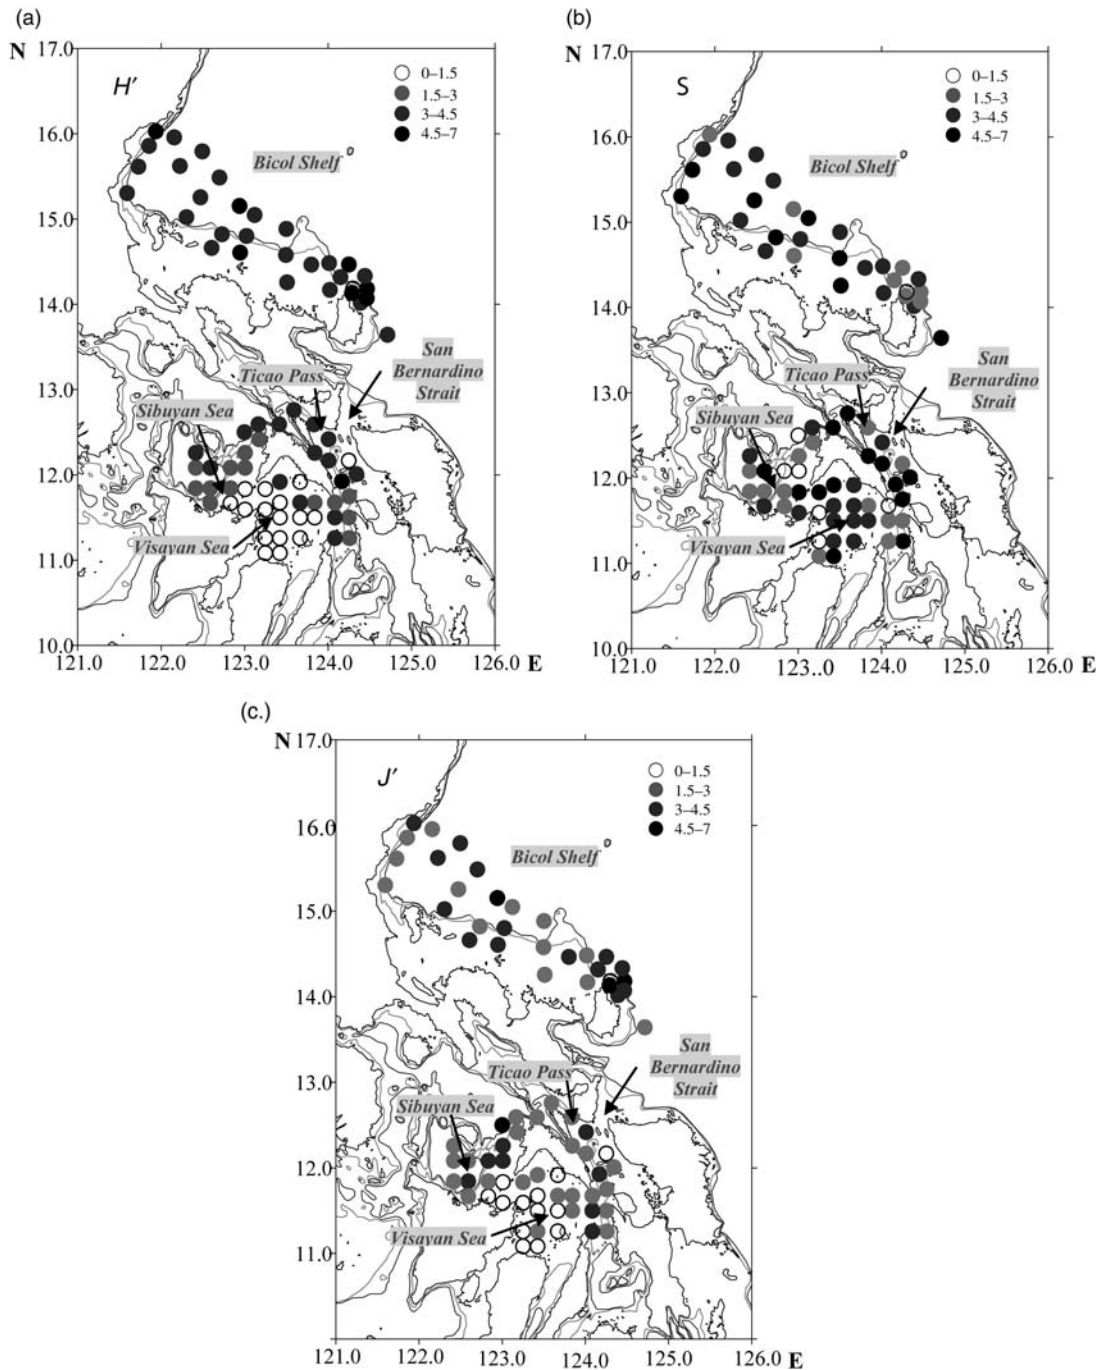 (a)
N 17.0
H'
0–1.5
1.5–3
3–4.5
4.5–7
16.0
Bicol Shelf
15.0
14.0
San
Bernardino
Strait
13.0
Ticao Pass
Sibuyan Sea
12.0
Visayan Sea
11.0
10.0
121.0 122.0 123.0 124.0 125.0 126.0
E
(b)
N 17.0
S
0–1.5
1.5–3
3–4.5
4.5–7
16.0
Bicol Shelf
15.0
14.0
San
Bernardino
Strait
13.0
Ticao Pass
Sibuyan Sea
12.0
Visayan Sea
11.0
10.0
121.0 122.0 123..0 124.0 125.0 126.0
E
(c.)
N 17.0
J'
0–1.5
1.5–3
3–4.5
4.5–7
16.0
Bicol Shelf
15.0
14.0
San
Bernardino
Strait
13.0
Ticao Pass
Sibuyan Sea
12.0
Visayan Sea
11.0
121.0 122.0 123.0 124.0 125.0 126.0
E